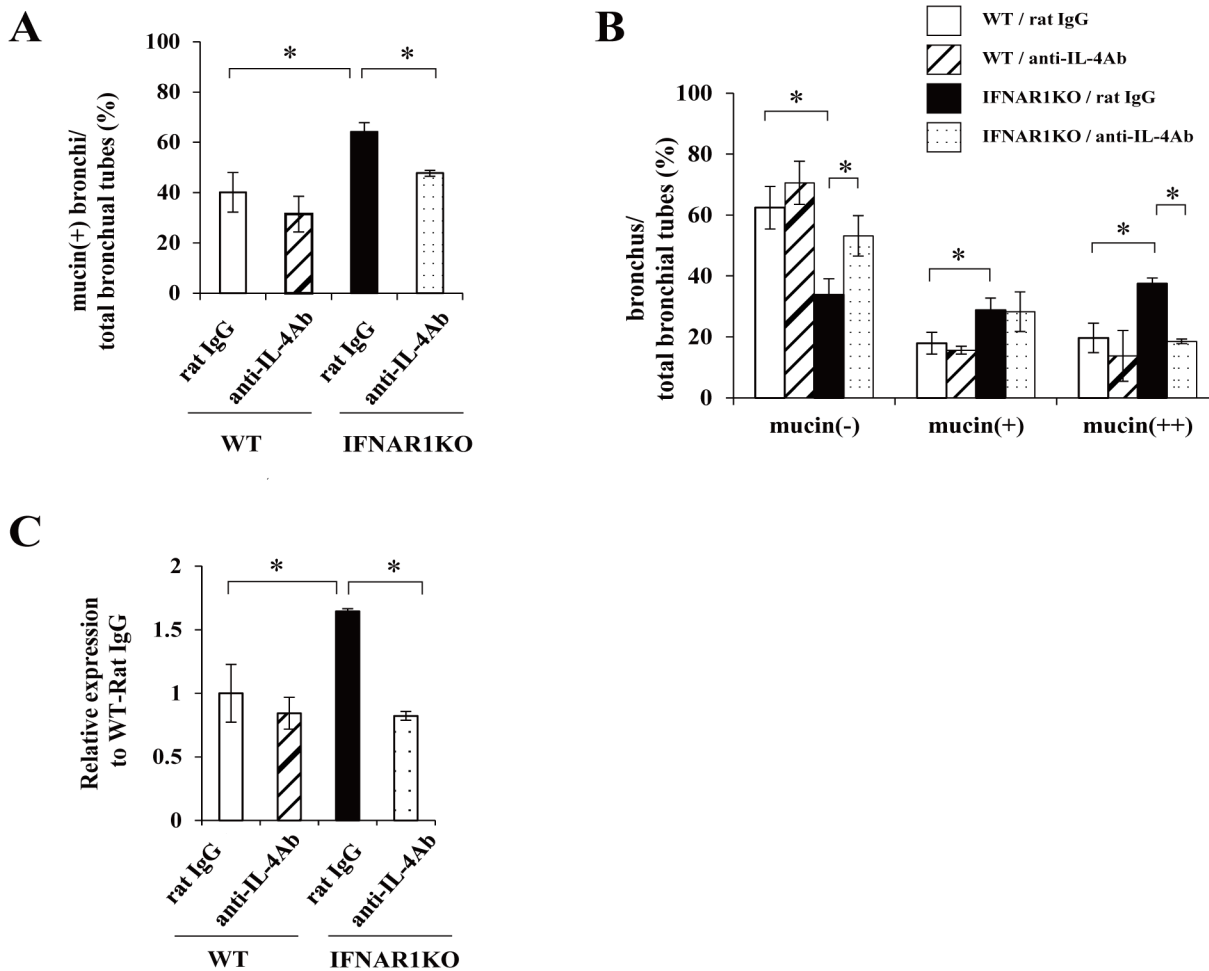 A
mucin(+) bronchi/
total bronchual tubes (%)
100
80
60
40
20
0
*
*
rat IgG
anti-IL-4Ab
rat IgG
anti-IL-4Ab
WT
IFNAR1KO
B
WT / rat IgG
WT / anti-IL-4Ab
IFNAR1KO / rat IgG
IFNAR1KO / anti-IL-4Ab
bronchus/
total bronchial tubes (%)
100
80
60
40
20
0
*
*
*
*
*
mucin(-)
mucin(+)
mucin(++)
C
Relative expression
to WT-Rat IgG
2
1.5
1
0.5
0
*
*
rat IgG
anti-IL-4Ab
rat IgG
anti-IL-4Ab
WT
IFNAR1KO